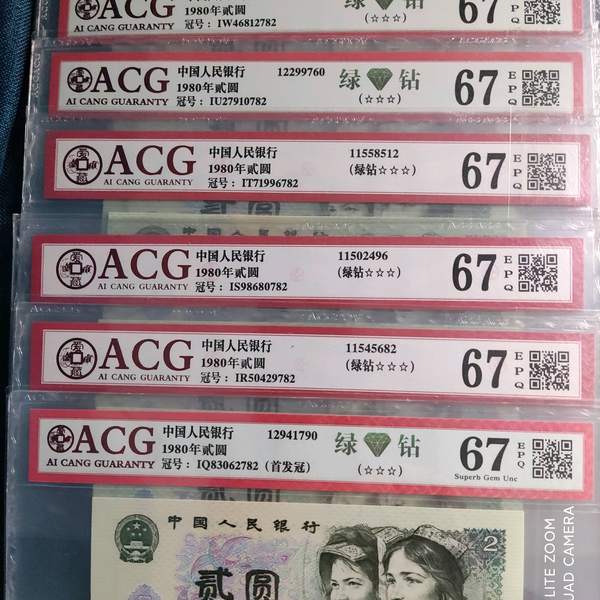 ACG
AI CANG GUARANTY
1980年贰圆
冠号： IW46812782
(☆☆☆)
67
E
P
Q
ACG
AI CANG GUARANTY
中国人民银行
1980年贰圆
冠号： IU27910782
12299760
绿 钻
(☆☆☆)
67
E
P
Q
ACG
AI CANG GUARANTY
中国人民银行
1980年贰圆
冠号： IT71996782
11558512
(绿钻☆☆☆)
67
E
P
Q
ACG
AI CANG GUARANTY
中国人民银行
1980年贰圆
冠号： IS98680782
11502496
(绿钻☆☆☆)
67
E
P
Q
ACG
AI CANG GUARANTY
中国人民银行
1980年贰圆
冠号： IR50429782
11545682
(绿钻☆☆☆)
67
E
P
Q
ACG
AI CANG GUARANTY
中国人民银行
1980年贰圆
冠号： IQ83062782 (首发冠)
12941790
绿 钻
(☆☆☆)
67
E
P
Q
Superb Gem Unc
中国人民银行
贰圆
2
LITE ZOOM
UAD CAMERA